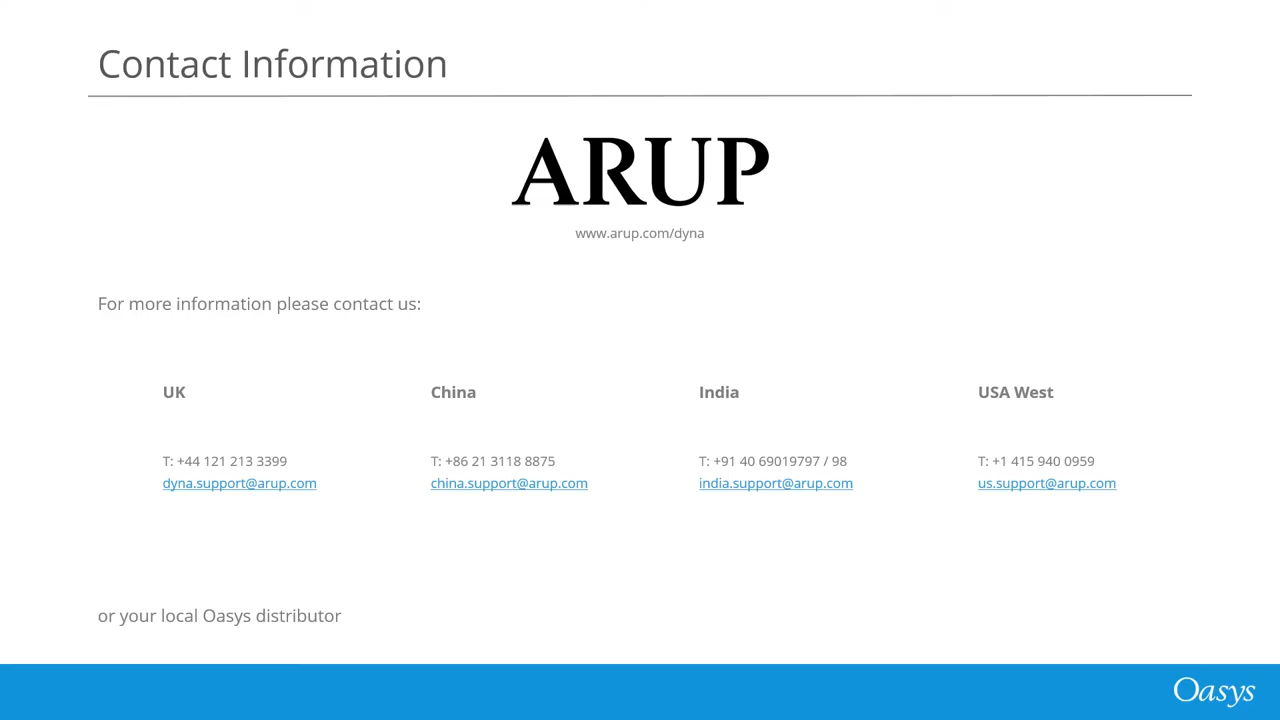 Contact Information
ARUP
www.arup.com/dyna
For more information please contact us:
UK
T: +44 121 213 3399
dyna.support@arup.com
China
T: +86 21 3118 8875
china.support@arup.com
India
T: +91 40 69019797 / 98
india.support@arup.com
USA West
T: +1 415 940 0959
us.support@arup.com
or your local Oasys distributor
Oasys